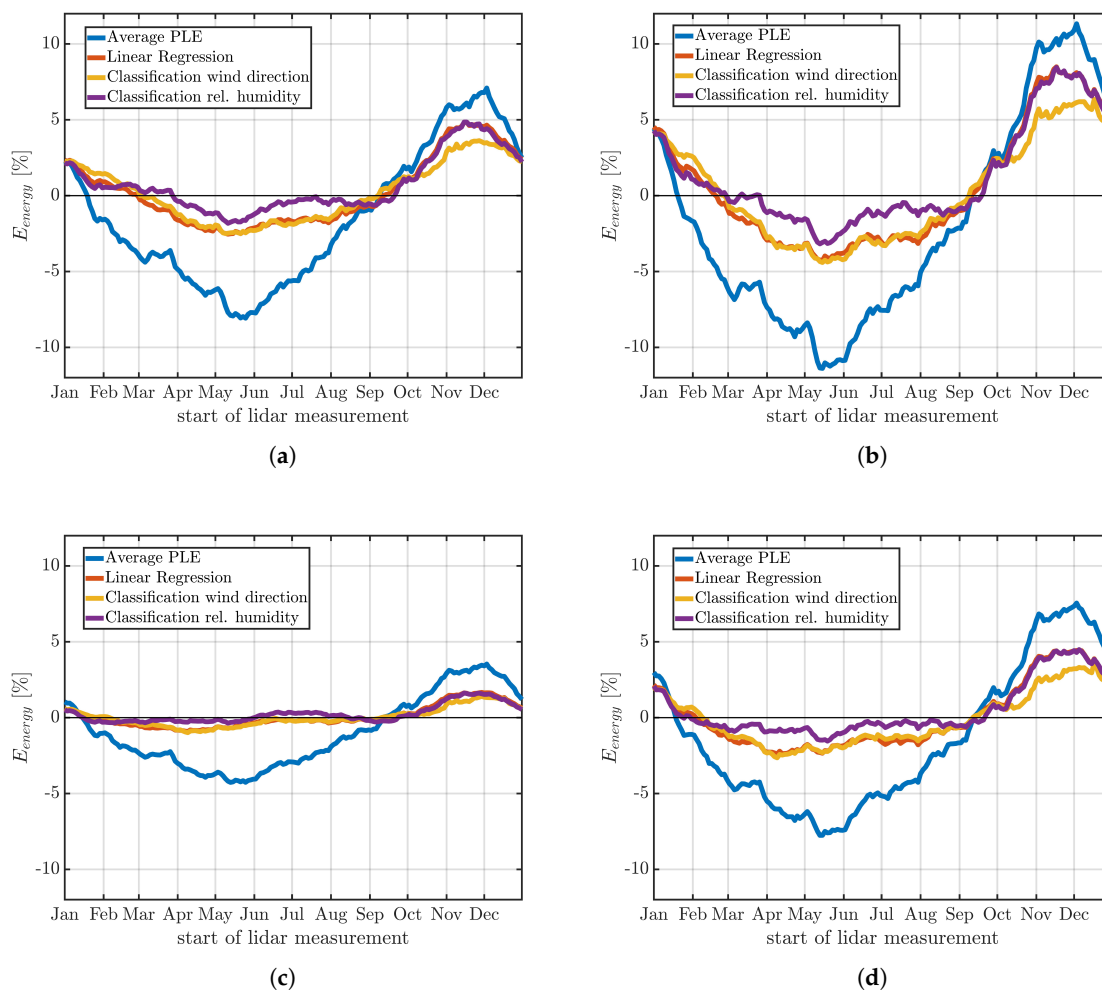 Average PLE
Linear Regression
Classification wind direction
Classification rel. humidity
10
5
0
-5
-10
E_energy [%]
Jan Feb Mar Apr May Jun Jul Aug Sep Oct Nov Dec
start of lidar measurement
(a)
Average PLE
Linear Regression
Classification wind direction
Classification rel. humidity
10
5
0
-5
-10
E_energy [%]
Jan Feb Mar Apr May Jun Jul Aug Sep Oct Nov Dec
start of lidar measurement
(b)
Average PLE
Linear Regression
Classification wind direction
Classification rel. humidity
10
5
0
-5
-10
E_energy [%]
Jan Feb Mar Apr May Jun Jul Aug Sep Oct Nov Dec
start of lidar measurement
(c)
Average PLE
Linear Regression
Classification wind direction
Classification rel. humidity
10
5
0
-5
-10
E_energy [%]
Jan Feb Mar Apr May Jun Jul Aug Sep Oct Nov Dec
start of lidar measurement
(d)